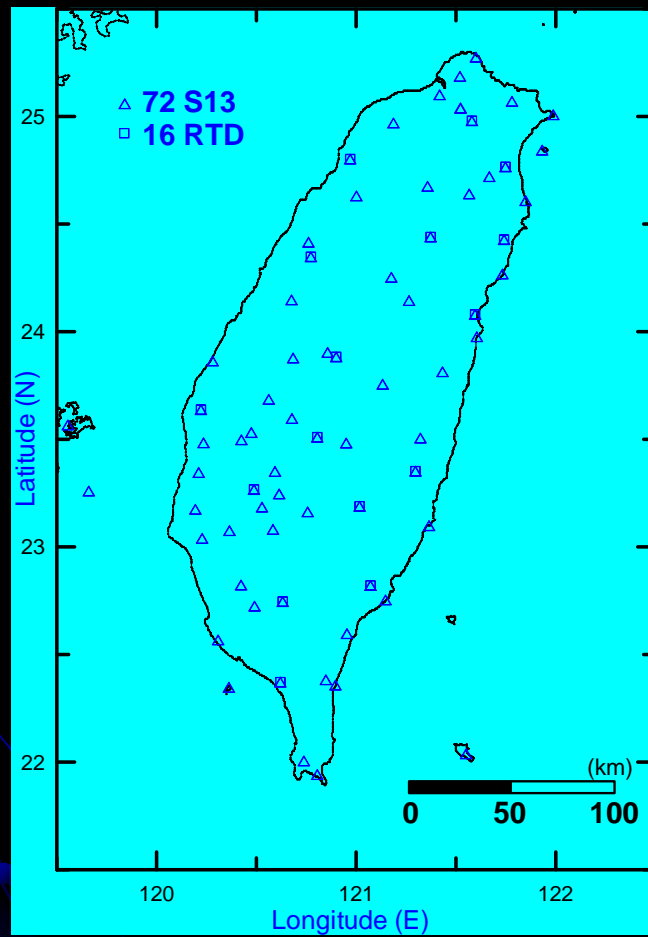 72 S13
16 RTD
25
24
23
22
Latitude (N)
(km)
0 50 100
120 121 122
Longitude (E)